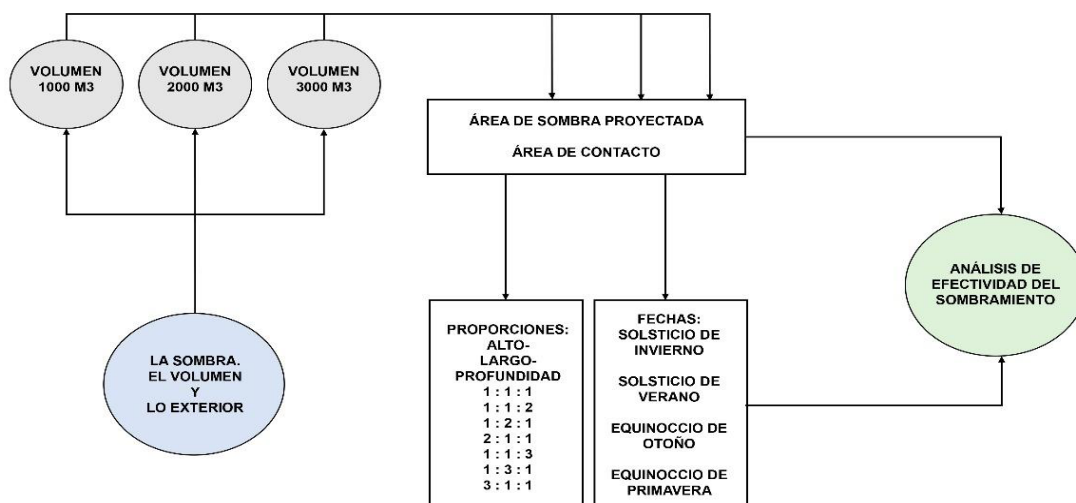 VOLUMEN
1000 M3
VOLUMEN
2000 M3
VOLUMEN
3000 M3
ÁREA DE SOMBRA PROYECTADA
ÁREA DE CONTACTO
LA SOMBRA.
EL VOLUMEN
Y
LO EXTERIOR
PROPORCIONES:
ALTO-
LARGO-
PROFUNDIDAD
1 : 1 : 1
1 : 1 : 2
1 : 2 : 1
2 : 1 : 1
1 : 1 : 3
1 : 3 : 1
3 : 1 : 1
FECHAS:
SOLSTICIO DE
INVIERNO
SOLSTICIO DE
VERANO
EQUINOCCIO DE
OTOÑO
EQUINOCCIO DE
PRIMAVERA
ANÁLISIS DE
EFECTIVIDAD DEL
SOMBRAMIENTO